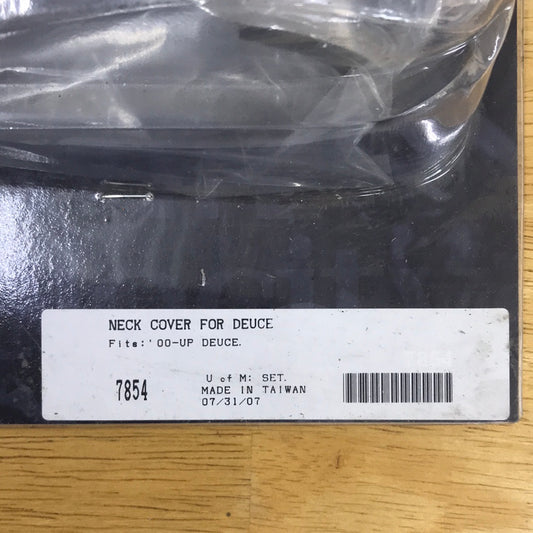 NECK COVER FOR DEUCE
Fits:'00-UP DEUCE.
7854
U of M: SET.
MADE IN TAIWAN
07/31/07